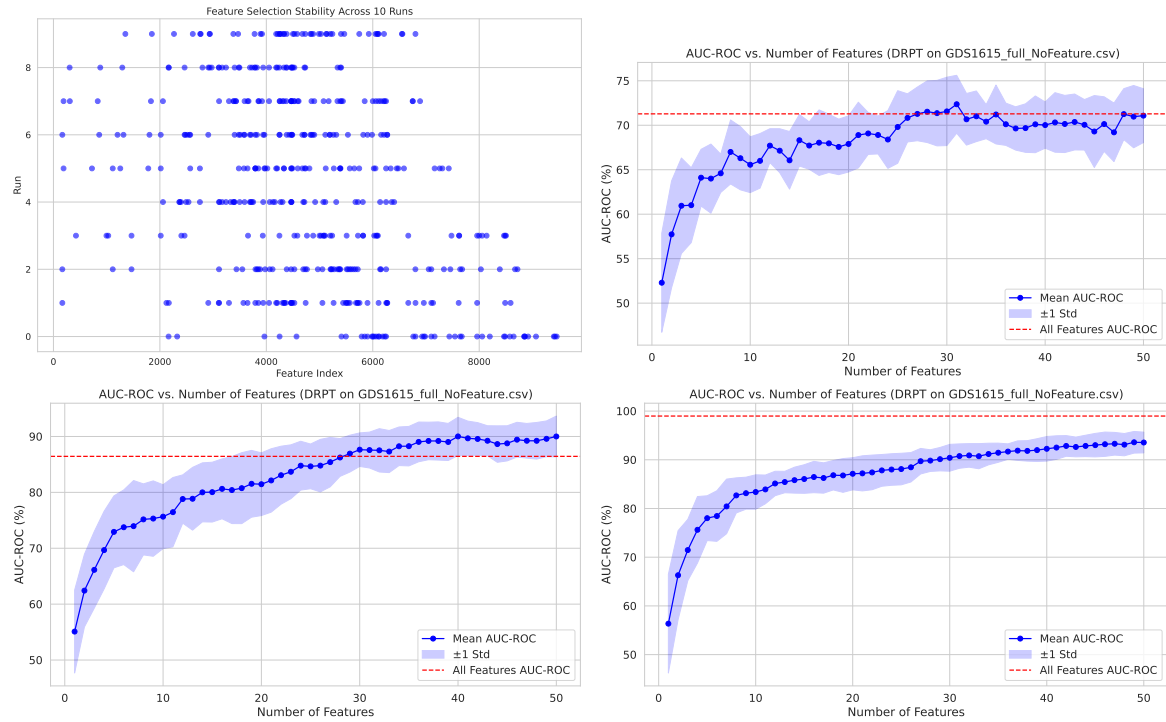 Feature Selection Stability Across 10 Runs
8
6
4
2
0
Run
0 2000 4000 6000 8000
Feature Index
AUC-ROC vs. Number of Features (DRPT on GDS1615_full_NoFeature.csv)
75
70
65
60
55
50
AUC-ROC (%)
Mean AUC-ROC
±1 Std
All Features AUC-ROC
0 10 20 30 40 50
Number of Features
AUC-ROC vs. Number of Features (DRPT on GDS1615_full_NoFeature.csv)
90
80
70
60
50
AUC-ROC (%)
Mean AUC-ROC
±1 Std
All Features AUC-ROC
0 10 20 30 40 50
Number of Features
AUC-ROC vs. Number of Features (DRPT on GDS1615_full_NoFeature.csv)
100
90
80
70
60
50
AUC-ROC (%)
Mean AUC-ROC
±1 Std
All Features AUC-ROC
0 10 20 30 40 50
Number of Features